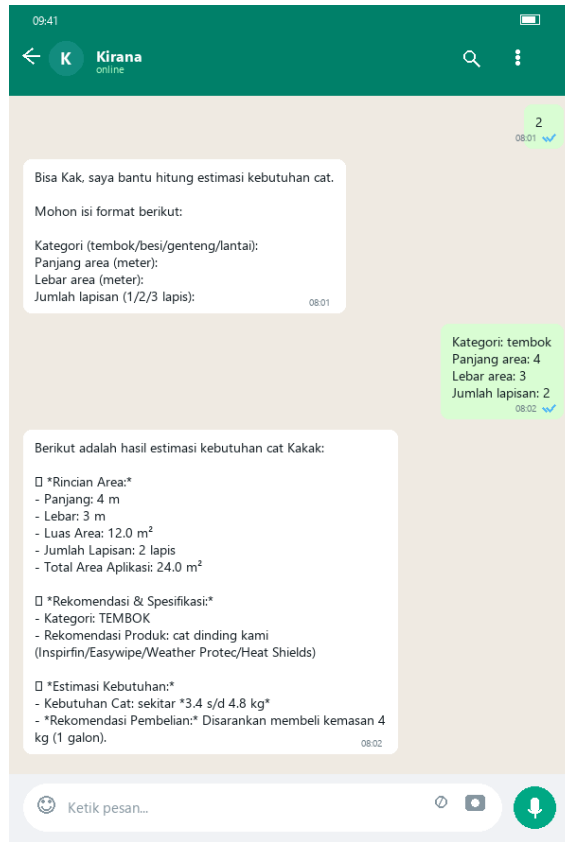 09:41
K
Kirana
online
2
08:01
Bisa Kak, saya bantu hitung estimasi kebutuhan cat.
Mohon isi format berikut:
Kategori (tembok/besi/genteng/lantai):
Panjang area (meter):
Lebar area (meter):
Jumlah lapisan (1/2/3 lapis):
08:01
Kategori: tembok
Panjang area: 4
Lebar area: 3
Jumlah lapisan: 2
08:02
Berikut adalah hasil estimasi kebutuhan cat Kakak:
▯ *Rincian Area:*
- Panjang: 4 m
- Lebar: 3 m
- Luas Area: 12.0 m²
- Jumlah Lapisan: 2 lapis
- Total Area Aplikasi: 24.0 m²
▯ *Rekomendasi & Spesifikasi:*
- Kategori: TEMBOK
- Rekomendasi Produk: cat dinding kami
(Inspirfin/Easywipe/Weather Protec/Heat Shields)
▯ *Estimasi Kebutuhan:*
- Kebutuhan Cat: sekitar *3.4 s/d 4.8 kg*
- *Rekomendasi Pembelian:* Disarankan membeli kemasan 4
kg (1 galon).
08:02
Ketik pesan...